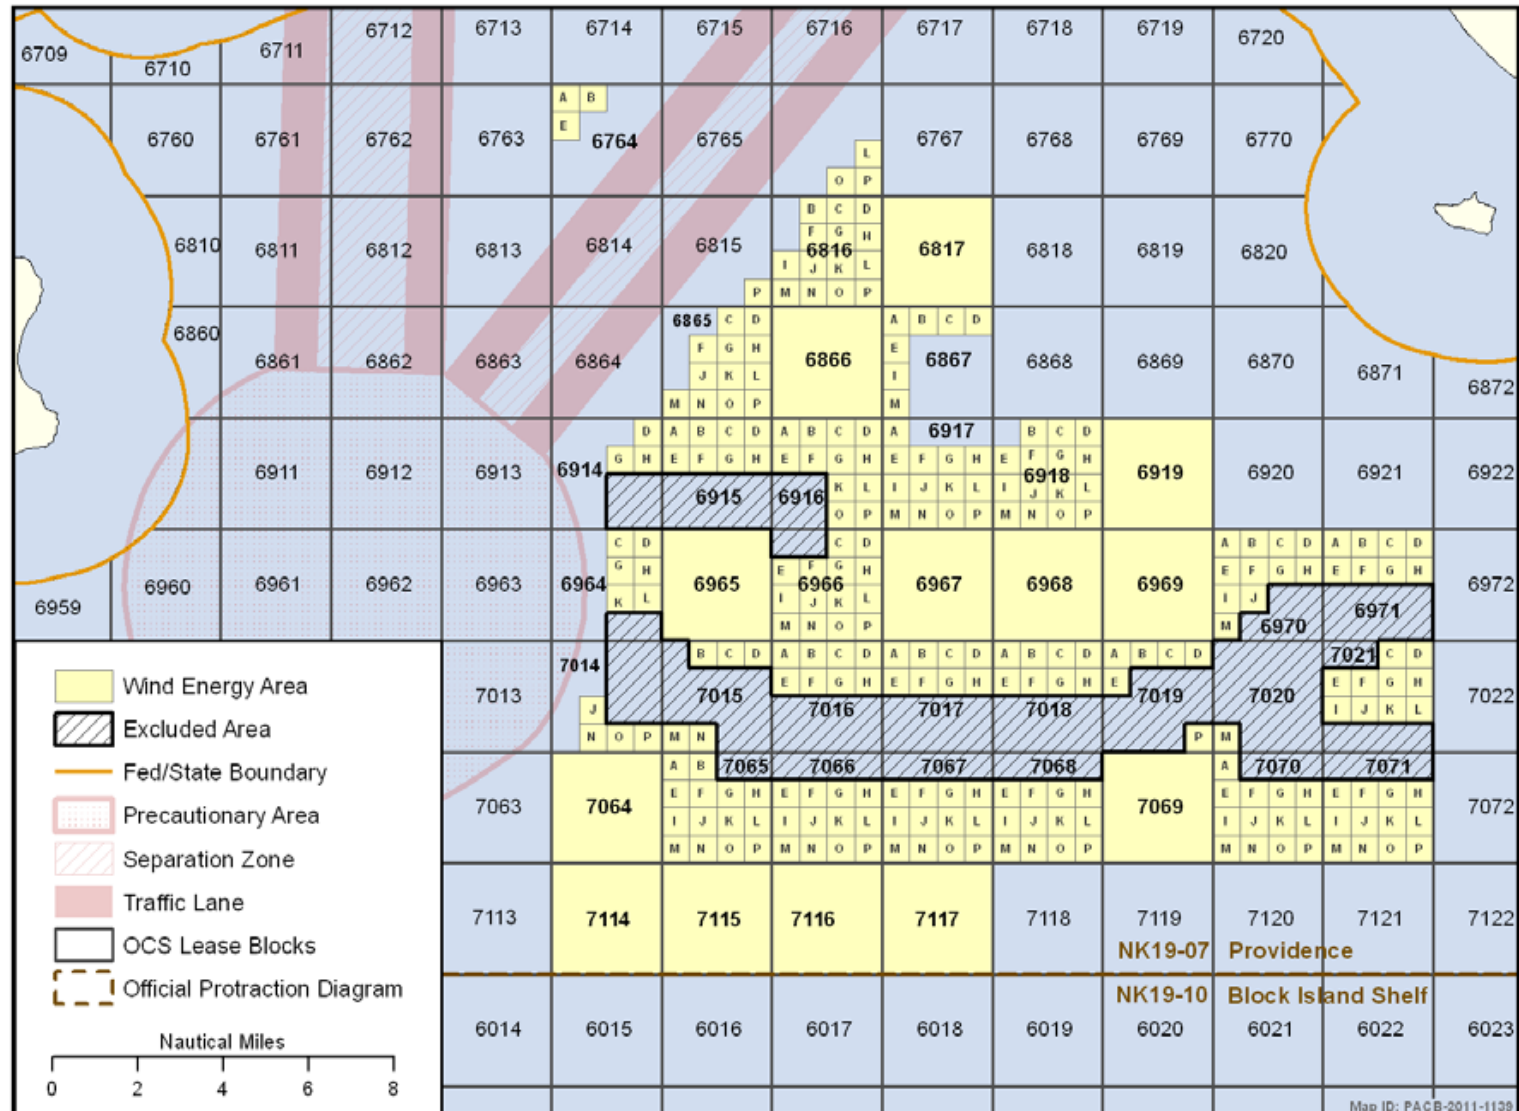 6709 6710 6711 6712 6713 6714 6715 6716 6717 6718 6719 6720
A B
E
6760 6761 6762 6763 6764 6765 6767 6768 6769 6770
L
O P
B C D
F G H
6810 6811 6812 6813 6814 6815 6816 6817 6818 6819 6820
I J K L
P M N O P
6860 6861 6862 6863 6864 6865 6866 6867 6868 6869 6870 6871 6872
C D A B C D
F G H E
J K L I
M N O P M
D A B C D A B C D A 6917 B C D
G H E F G H E F G H E F G H E F G H
6911 6912 6913 6914 6915 6916 6918 6919 6920 6921 6922
K L I J K L I J K L
O P M N O P M N O P
C D C D A B C D A B C D
G H E F G H E F G H E F G H
6959 6960 6961 6962 6963 6964 6965 6966 6967 6968 6969 6970 6971 6972
K L I J K L I J
M N O P M
B C D A B C D A B C D A B C D A B C D 7021 C D
E F G H E F G H E F G H E E F G H
7013 7014 7015 7016 7017 7018 7019 7020 7022
J I J K L
N O P M N P M
A B 7065 7066 7067 7068 A 7070 7071
E F G H E F G H E F G H E F G H E F G H E F G H
7063 7064 7069 7072
I J K L I J K L I J K L I J K L I J K L I J K L
M N O P M N O P M N O P M N O P M N O P M N O P
7113 7114 7115 7116 7117 7118 7119 7120 7121 7122
NK19-07 Providence
NK19-10 Block Island Shelf
6014 6015 6016 6017 6018 6019 6020 6021 6022 6023
Wind Energy Area
Excluded Area
Fed/State Boundary
Precautionary Area
Separation Zone
Traffic Lane
OCS Lease Blocks
Official Protraction Diagram
Nautical Miles
0 2 4 6 8
Map ID: PACB-2011-1139